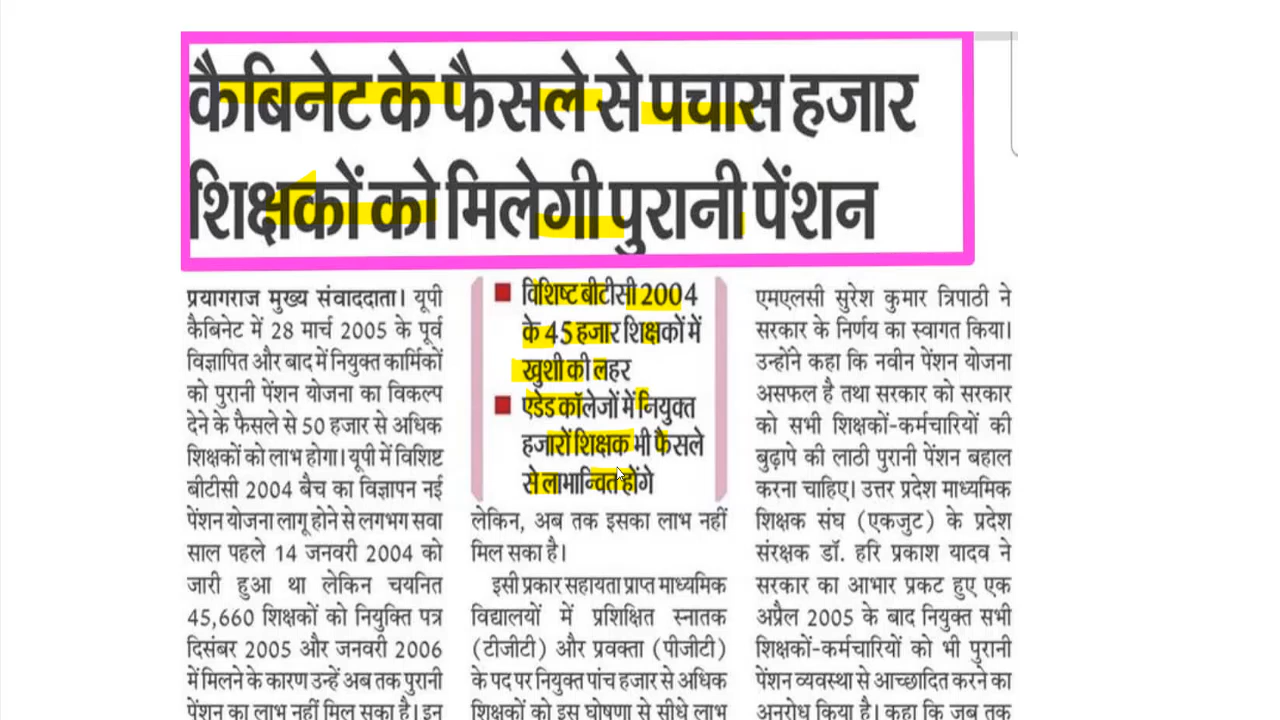 कैबिनेट के फैसले से पचास हजार
शिक्षकों को मिलेगी पुरानी पेंशन
प्रयागराज मुख्य संवाददाता। यूपी
कैबिनेट में 28 मार्च 2005 के पूर्व
विज्ञापित और बाद में नियुक्त कार्मिकों
को पुरानी पेंशन योजना का विकल्प
देने के फैसले से 50 हजार से अधिक
शिक्षकों को लाभ होगा। यूपी में विशिष्ट
बीटीसी 2004 बैच का विज्ञापन नई
पेंशन योजना लागू होने से लगभग सवा
साल पहले 14 जनवरी 2004 को
जारी हुआ था लेकिन चयनित
45,660 शिक्षकों को नियुक्ति पत्र
दिसंबर 2005 और जनवरी 2006
में मिलने के कारण उन्हें अब तक पुरानी
पेंशन का लाभ नहीं मिल सका है। इन
विशिष्ट बीटीसी 2004
के 45 हजार शिक्षकों में
खुशी की लहर
एडेड कॉलेजों में नियुक्त
हजारों शिक्षक भी फैसले
से लाभान्वित होंगे
लेकिन, अब तक इसका लाभ नहीं
मिल सका है।
इसी प्रकार सहायता प्राप्त माध्यमिक
विद्यालयों में प्रशिक्षित स्नातक
(टीजीटी) और प्रवक्ता (पीजीटी)
के पद पर नियुक्त पांच हजार से अधिक
शिक्षकों को इस घोषणा से सीधे लाभ
एमएलसी सुरेश कुमार त्रिपाठी ने
सरकार के निर्णय का स्वागत किया।
उन्होंने कहा कि नवीन पेंशन योजना
असफल है तथा सरकार को सरकार
को सभी शिक्षकों-कर्मचारियों की
बुढ़ापे की लाठी पुरानी पेंशन बहाल
करना चाहिए। उत्तर प्रदेश माध्यमिक
शिक्षक संघ (एकजुट) के प्रदेश
संरक्षक डॉ. हरि प्रकाश यादव ने
सरकार का आभार प्रकट हुए एक
अप्रैल 2005 के बाद नियुक्त सभी
शिक्षकों-कर्मचारियों को भी पुरानी
पेंशन व्यवस्था से आच्छादित करने का
अनुरोध किया है। कहा कि जब तक